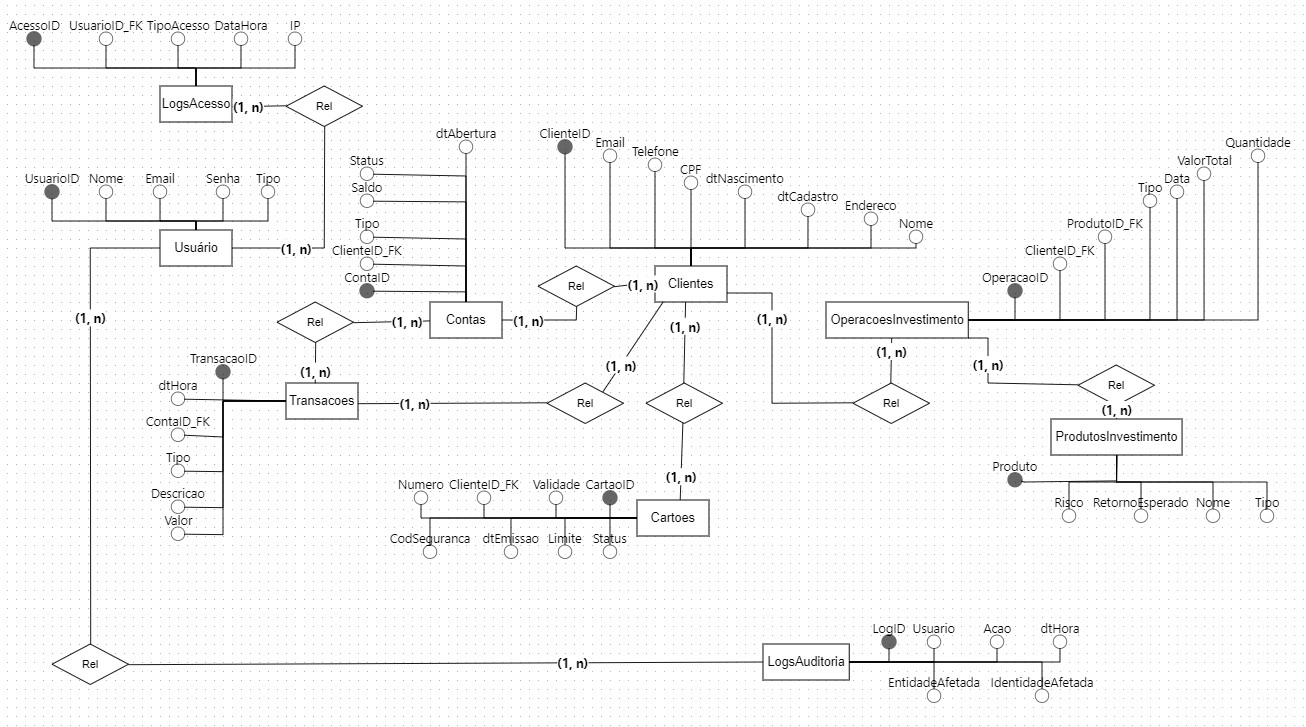 AcessoID UsuarioID_FK TipoAcesso DataHora IP
LogsAcesso (1, n) Rel
dtAbertura
ClienteID
Email
Telefone
CPF
dtNascimento
dtCadastro
Endereco
Nome
Quantidade
ValorTotal
Data
Tipo
ProdutoID_FK
ClienteID_FK
OperacaoID
Status
Saldo
Tipo
ClienteID_FK
ContaID
UsuarioID Nome Email Senha Tipo
Usuário (1, n)
Rel (1, n) Clientes
Rel (1, n) Contas (1, n)
(1, n)
(1, n)
(1, n)
OperacoesInvestimento
(1, n)
(1, n)
(1, n)
(1, n)
TransacaoID
(1, n)
dtHora
Transacoes (1, n) Rel Rel Rel
Rel
(1, n)
ProdutosInvestimento
ContaID_FK
Tipo
Descricao
Valor
(1, n)
Numero ClienteID_FK Validade CartaoID
Cartoes
CodSeguranca dtEmissao Limite Status
Produto
Risco RetornoEsperado Nome Tipo
Rel (1, n) LogsAuditoria
LogID Usuario Acao dtHora
EntidadeAfetada IdentidadeAfetada